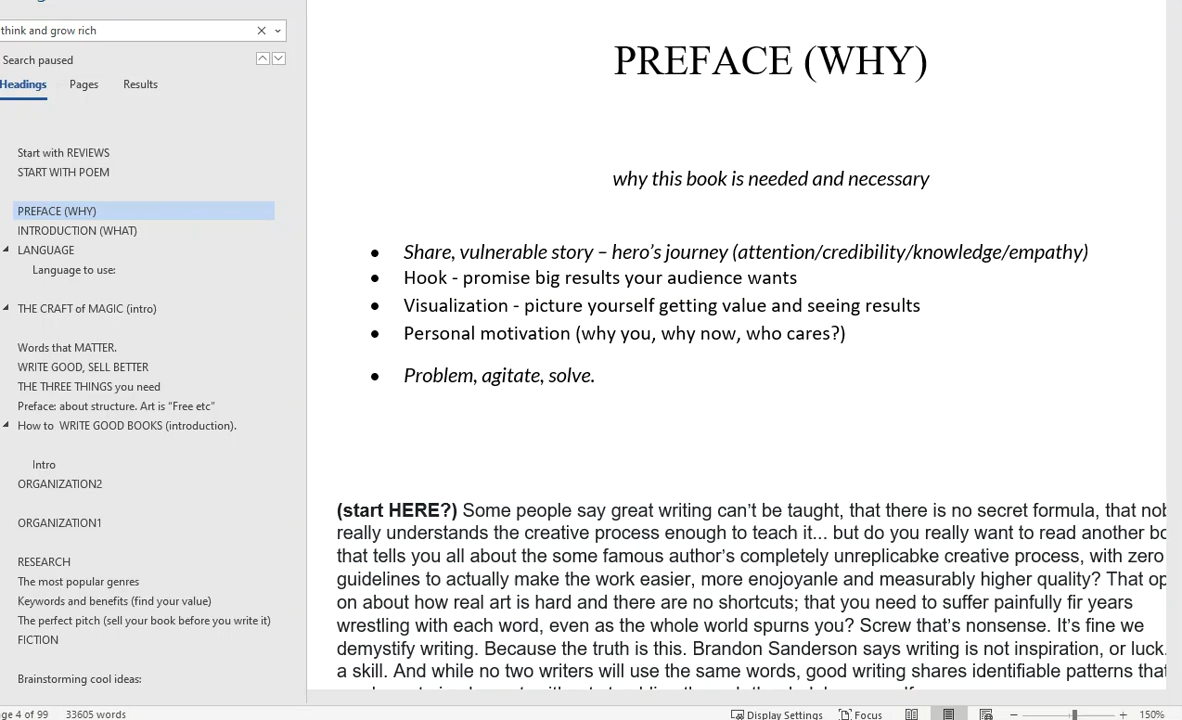 think and grow rich
Search paused
Headings Pages Results
Start with REVIEWS
START WITH POEM
PREFACE (WHY)
INTRODUCTION (WHAT)
LANGUAGE
Language to use:
THE CRAFT of MAGIC (intro)
Words that MATTER.
WRITE GOOD, SELL BETTER
THE THREE THINGS you need
Preface: about structure. Art is “Free etc”
How to WRITE GOOD BOOKS (introduction).
Intro
ORGANIZATION2
ORGANIZATION1
RESEARCH
The most popular genres
Keywords and benefits (find your value)
The perfect pitch (sell your book before you write it)
FICTION
Brainstorming cool ideas:
PREFACE (WHY)
why this book is needed and necessary
• Share, vulnerable story – hero’s journey (attention/credibility/knowledge/empathy)
• Hook - promise big results your audience wants
• Visualization - picture yourself getting value and seeing results
• Personal motivation (why you, why now, who cares?)
• Problem, agitate, solve.
(start HERE?) Some people say great writing can’t be taught, that there is no secret formula, that nob
really understands the creative process enough to teach it... but do you really want to read another bo
that tells you all about the some famous author’s completely unreplicabke creative process, with zero
guidelines to actually make the work easier, more enojoyanle and measurably higher quality? That op
on about how real art is hard and there are no shortcuts; that you need to suffer painfully fir years
wrestling with each word, even as the whole world spurns you? Screw that’s nonsense. It’s fine we
demystify writing. Because the truth is this. Brandon Sanderson says writing is not inspiration, or luck.
a skill. And while no two writers will use the same words, good writing shares identifiable patterns that
age 4 of 99 33605 words Display Settings Focus 150%